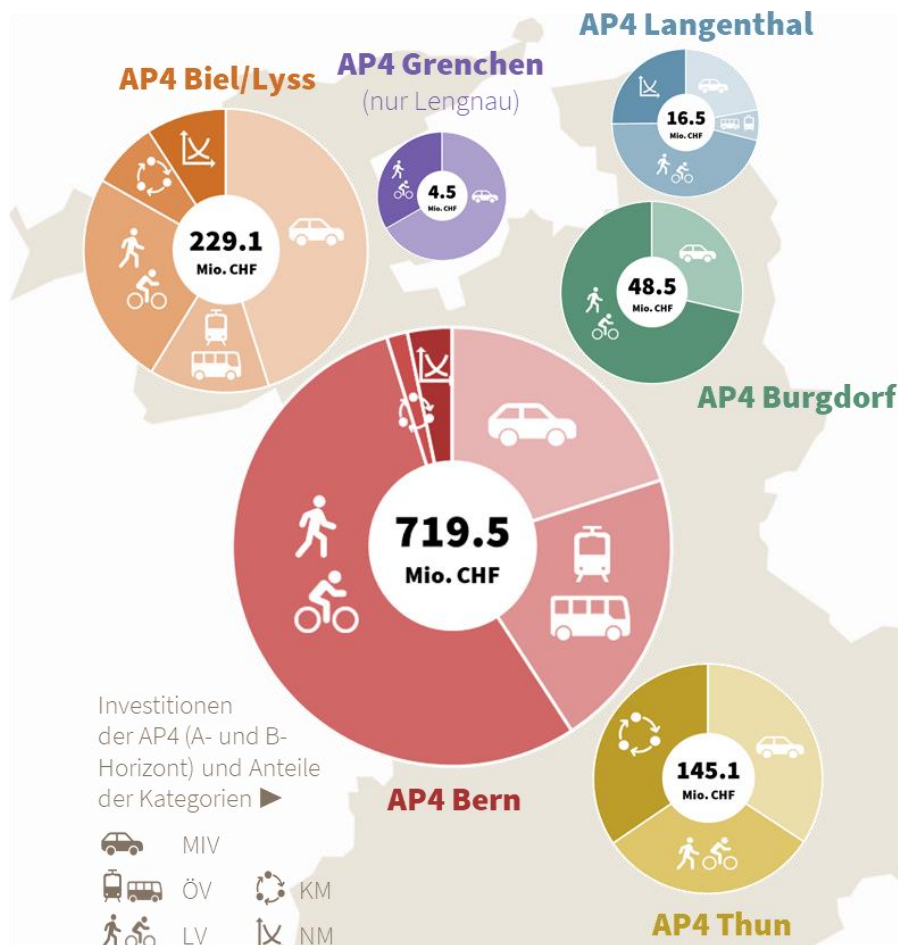 AP4 Langenthal
16.5
Mio. CHF
AP4 Grenchen
(nur Lengnau)
4.5
Mio. CHF
AP4 Biel/Lyss
229.1
Mio. CHF
48.5
Mio. CHF
AP4 Burgdorf
719.5
Mio. CHF
AP4 Bern
145.1
Mio. CHF
AP4 Thun
Investitionen
der AP4 (A- und B-
Horizont) und Anteile
der Kategorien ▶
MIV
ÖV KM
LV NM